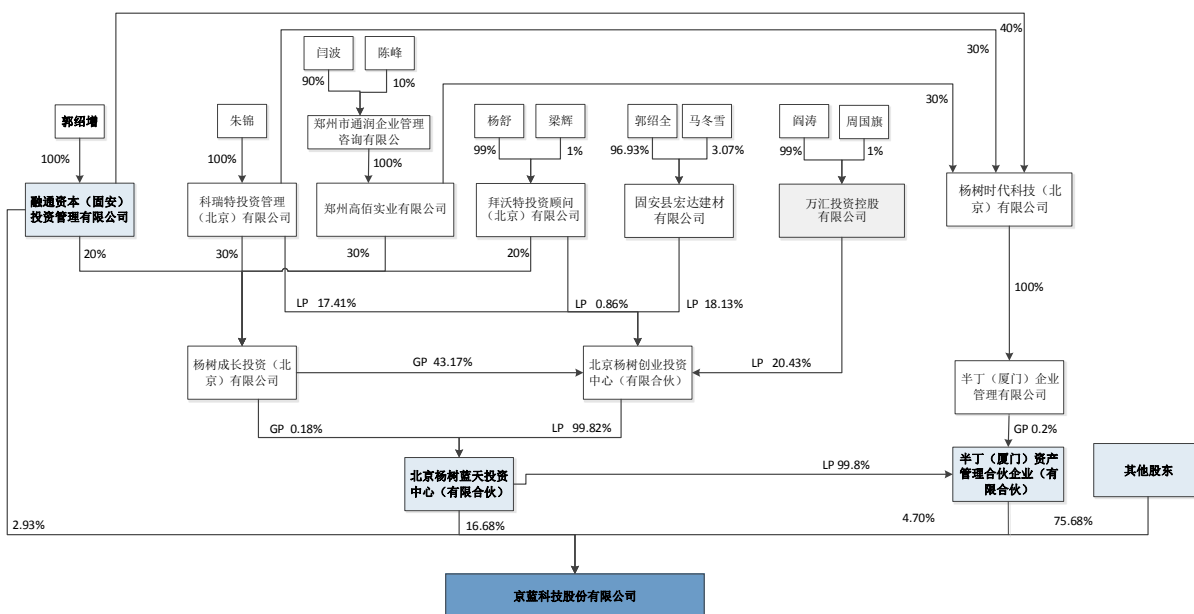 40%
30%
闫波
陈峰
90%
10%
30%
郭绍增
朱锦
郑州市通润企业管理
咨询有限公
杨舒
梁辉
郭绍全
马冬雪
阎涛
周国旗
100%
100%
100%
99%
1%
96.93%
3.07%
99%
1%
融通资本（固安）
投资管理有限公司
科瑞特投资管理
（北京）有限公司
郑州高佰实业有限公司
拜沃特投资顾问
（北京）有限公司
固安县宏达建材
有限公司
万汇投资控股
有限公司
杨树时代科技（北
京）有限公司
20%
30%
30%
20%
LP 17.41%
LP 0.86%
LP 18.13%
100%
杨树成长投资（北
京）有限公司
GP 43.17%
北京杨树创业投资
中心（有限合伙）
LP 20.43%
半丁（厦门）企业
管理有限公司
GP 0.18%
LP 99.82%
GP 0.2%
北京杨树蓝天投资
中心（有限合伙）
LP 99.8%
半丁（厦门）资产
管理合伙企业（有
限合伙）
其他股东
2.93%
16.68%
4.70%
75.68%
京蓝科技股份有限公司